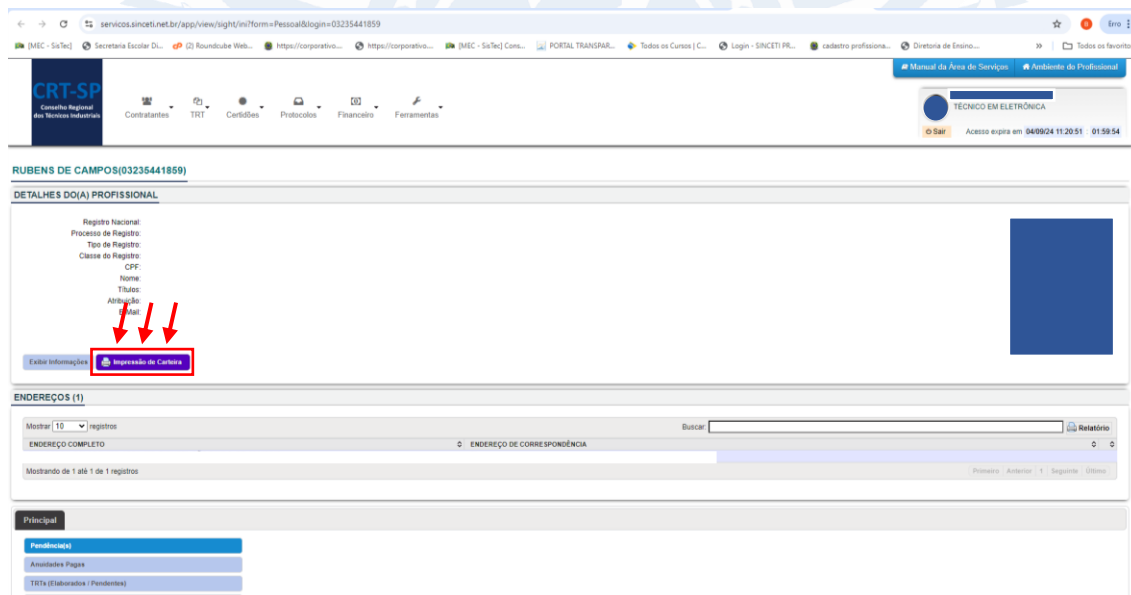 servicos.sinceti.net.br/app/view/sight/ini?form=Pessoal&login=03235441859
Erro
[MEC - SisTec]
Secretaria Escolar Di...
(2) Roundcube Web...
https://corporativo...
https://corporativo...
[MEC - SisTec] Cons...
PORTAL TRANSPAR...
Todos os Cursos | C...
Login - SINCETI PR...
cadastro profissiona...
Diretoria de Ensino...
»
Todos os favorito
Manual da Área de Serviços
Ambiente do Profissional
CRT-SP
Conselho Regional
dos Técnicos Industriais
Contratantes
TRT
Certidões
Protocolos
Financeiro
Ferramentas
TÉCNICO EM ELETRÔNICA
Sair
Acesso expira em 04/09/24 11:20:51 01:59:54
RUBENS DE CAMPOS(03235441859)
DETALHES DO(A) PROFISSIONAL
Registro Nacional:
Processo de Registro:
Tipo de Registro:
Classe do Registro:
CPF:
Nome:
Títulos:
Atribuição:
E-Mail:
Exibir Informações
Impressão de Carteira
ENDEREÇOS (1)
Mostrar 10 registros
Buscar:
Relatório
ENDEREÇO COMPLETO
ENDEREÇO DE CORRESPONDÊNCIA
Mostrando de 1 até 1 de 1 registros
Primeiro Anterior 1 Seguinte Último
Principal
Pendência(s)
Anuidades Pagas
TRTs (Elaborados / Pendentes)